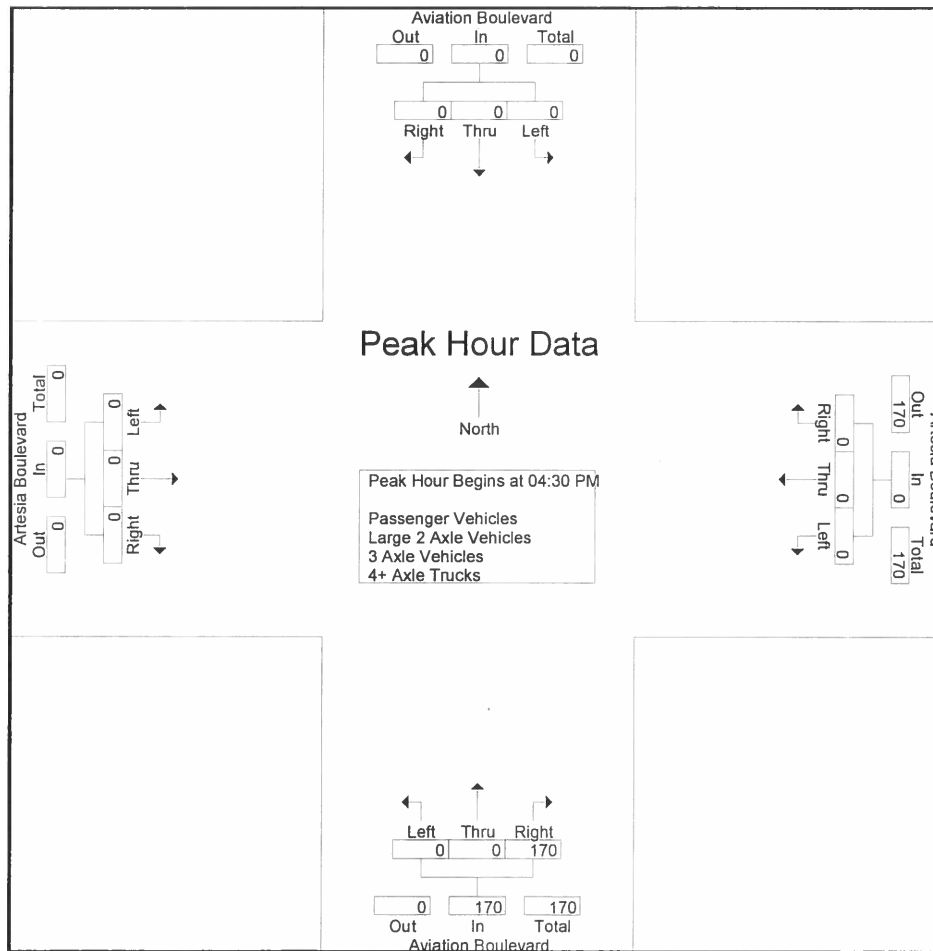 Aviation Boulevard
Out In Total
0 0 0
0 0 0
Right Thru Left
Peak Hour Data
North
Peak Hour Begins at 04:30 PM
Passenger Vehicles
Large 2 Axle Vehicles
3 Axle Vehicles
4+ Axle Trucks
Artesia Boulevard
Out In Total
0 0 0
0 0 0
Right Thru Left
Out In Total
170 0 170
0 0 0
Right Thru Left
Left Thru Right
0 0 170
0 170 170
Out In Total
Aviation Boulevard